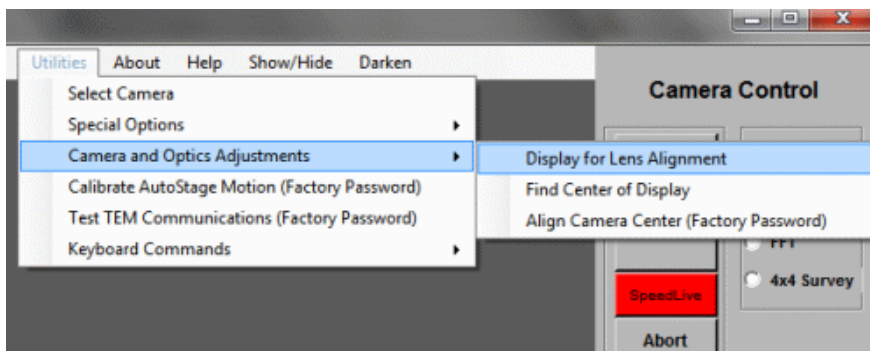 Utilities About Help Show/Hide Darken
Select Camera
Special Options
Camera and Optics Adjustments
Calibrate AutoStage Motion (Factory Password)
Test TEM Communications (Factory Password)
Keyboard Commands
Display for Lens Alignment
Find Center of Display
Align Camera Center (Factory Password)
Camera Control
FFT
4x4 Survey
SpeedLive
Abort